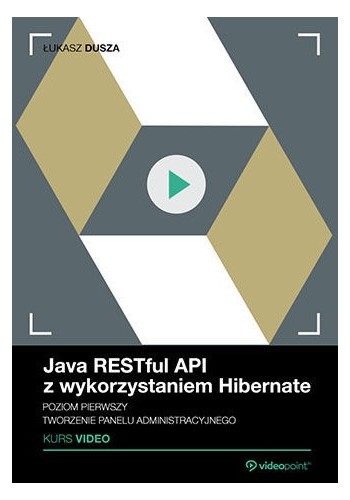 ŁUKASZ DUSZA
Java RESTful API
z wykorzystaniem Hibernate
POZIOM PIERWSZY
TWORZENIE PANELU ADMINISTRACYJNEGO
KURS VIDEO
videopoint